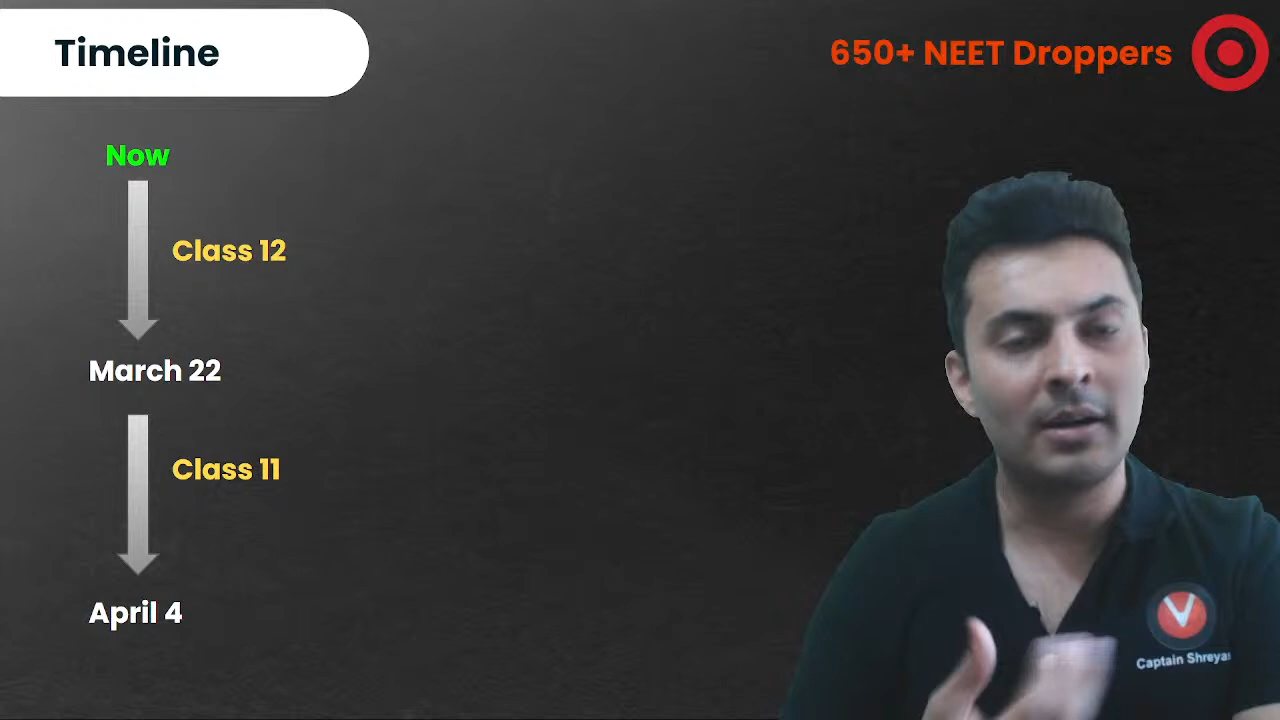 Timeline
650+ NEET Droppers
Now
Class 12
March 22
Class 11
April 4
V
Captain Shreyas